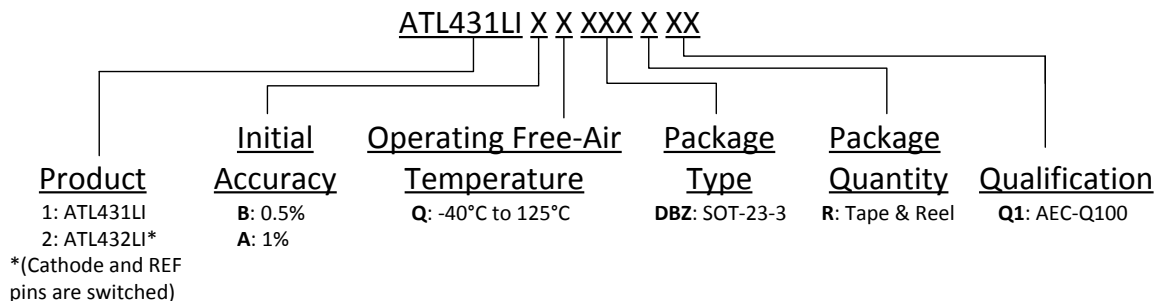 ATL431LI X X XXX X XX
Product
1: ATL431LI
2: ATL432LI*
*(Cathode and REF
pins are switched)
Initial
Accuracy
B: 0.5%
A: 1%
Operating Free-Air
Temperature
Q: -40°C to 125°C
Package
Type
DBZ: SOT-23-3
Package
Quantity
R: Tape & Reel
Qualification
Q1: AEC-Q100